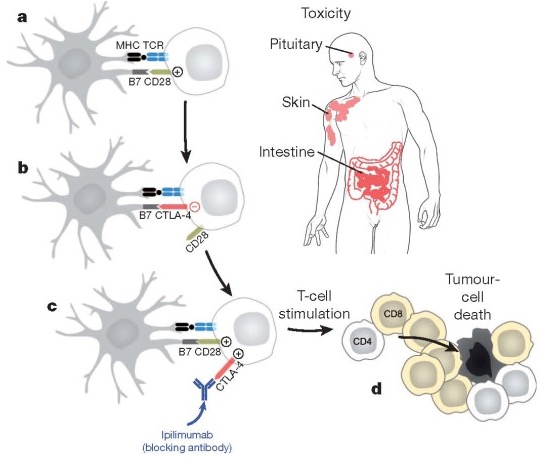 a
MHC TCR
B7 CD28
+
Toxicity
Pituitary
Skin
Intestine
b
B7 CTLA-4
−
CD28
c
B7 CD28
+
+
CTLA-4
Ipilimumab
(blocking antibody)
T-cell
stimulation
CD4
CD8
Tumour-
cell
death
d